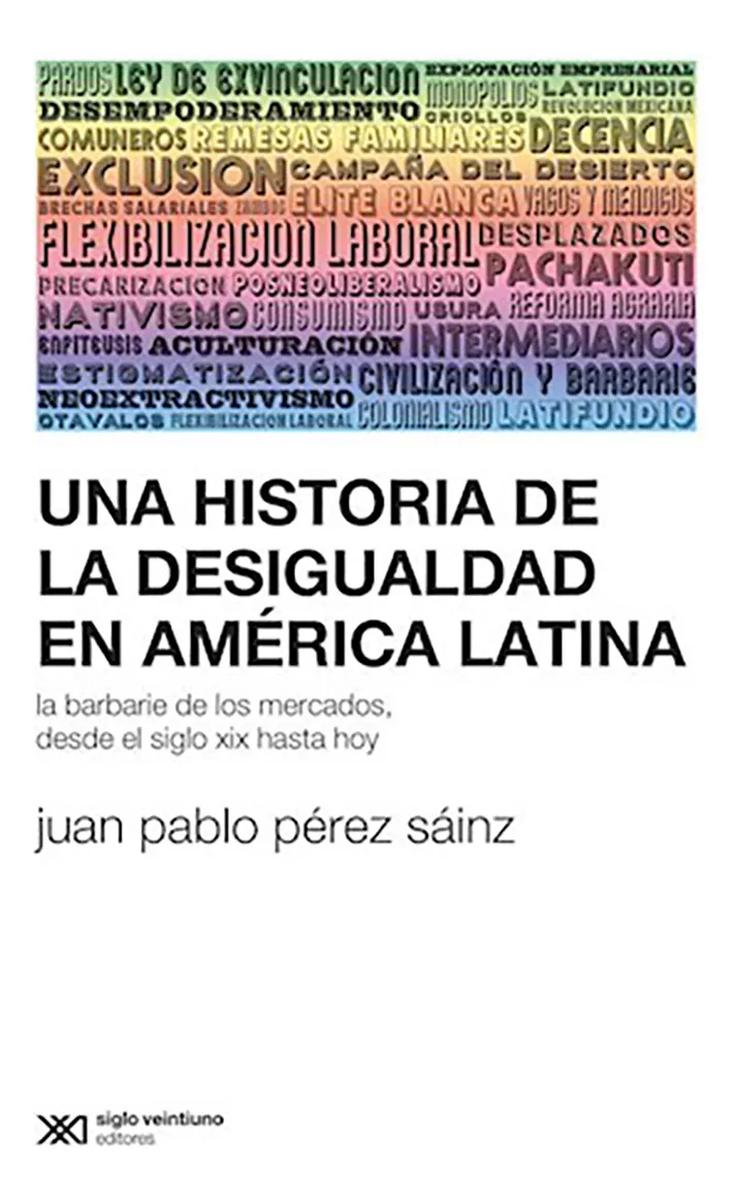 PARDOS LEY DE EXVINCULACION EXPLOTACIÓN EMPRESARIAL
MONOPOLIOS LATIFUNDIO
DESEMPODERAMIENTO CRIOLLOS REVOLUCION MEXICANA
COMUNEROS REMESAS FAMILIARES DECENCIA
EXCLUSION CAMPAÑA DEL DESIERTO
BRECHAS SALARIALES ZAMBOS ELITE BLANCA VAGOS Y MENDIGOS
FLEXIBILIZACION LABORAL DESPLAZADOS
PRECARIZACION POSNEOLIBERALISMO PACHAKUTI
NATIVISMO CONSUMISMO USURA REFORMA AGRARIA
ENFITEUSIS ACULTURACIÓN INTERMEDIARIOS
ESTIGMATIZACIÓN CIVILIZACIÓN Y BARBARIE
NEOEXTRACTIVISMO
OTAVALOS FLEXIBILIZACION LABORAL COLONIALISMO LATIFUNDIO
UNA HISTORIA DE
LA DESIGUALDAD
EN AMÉRICA LATINA
la barbarie de los mercados,
desde el siglo xix hasta hoy
juan pablo pérez sáinz
siglo veintiuno
editores